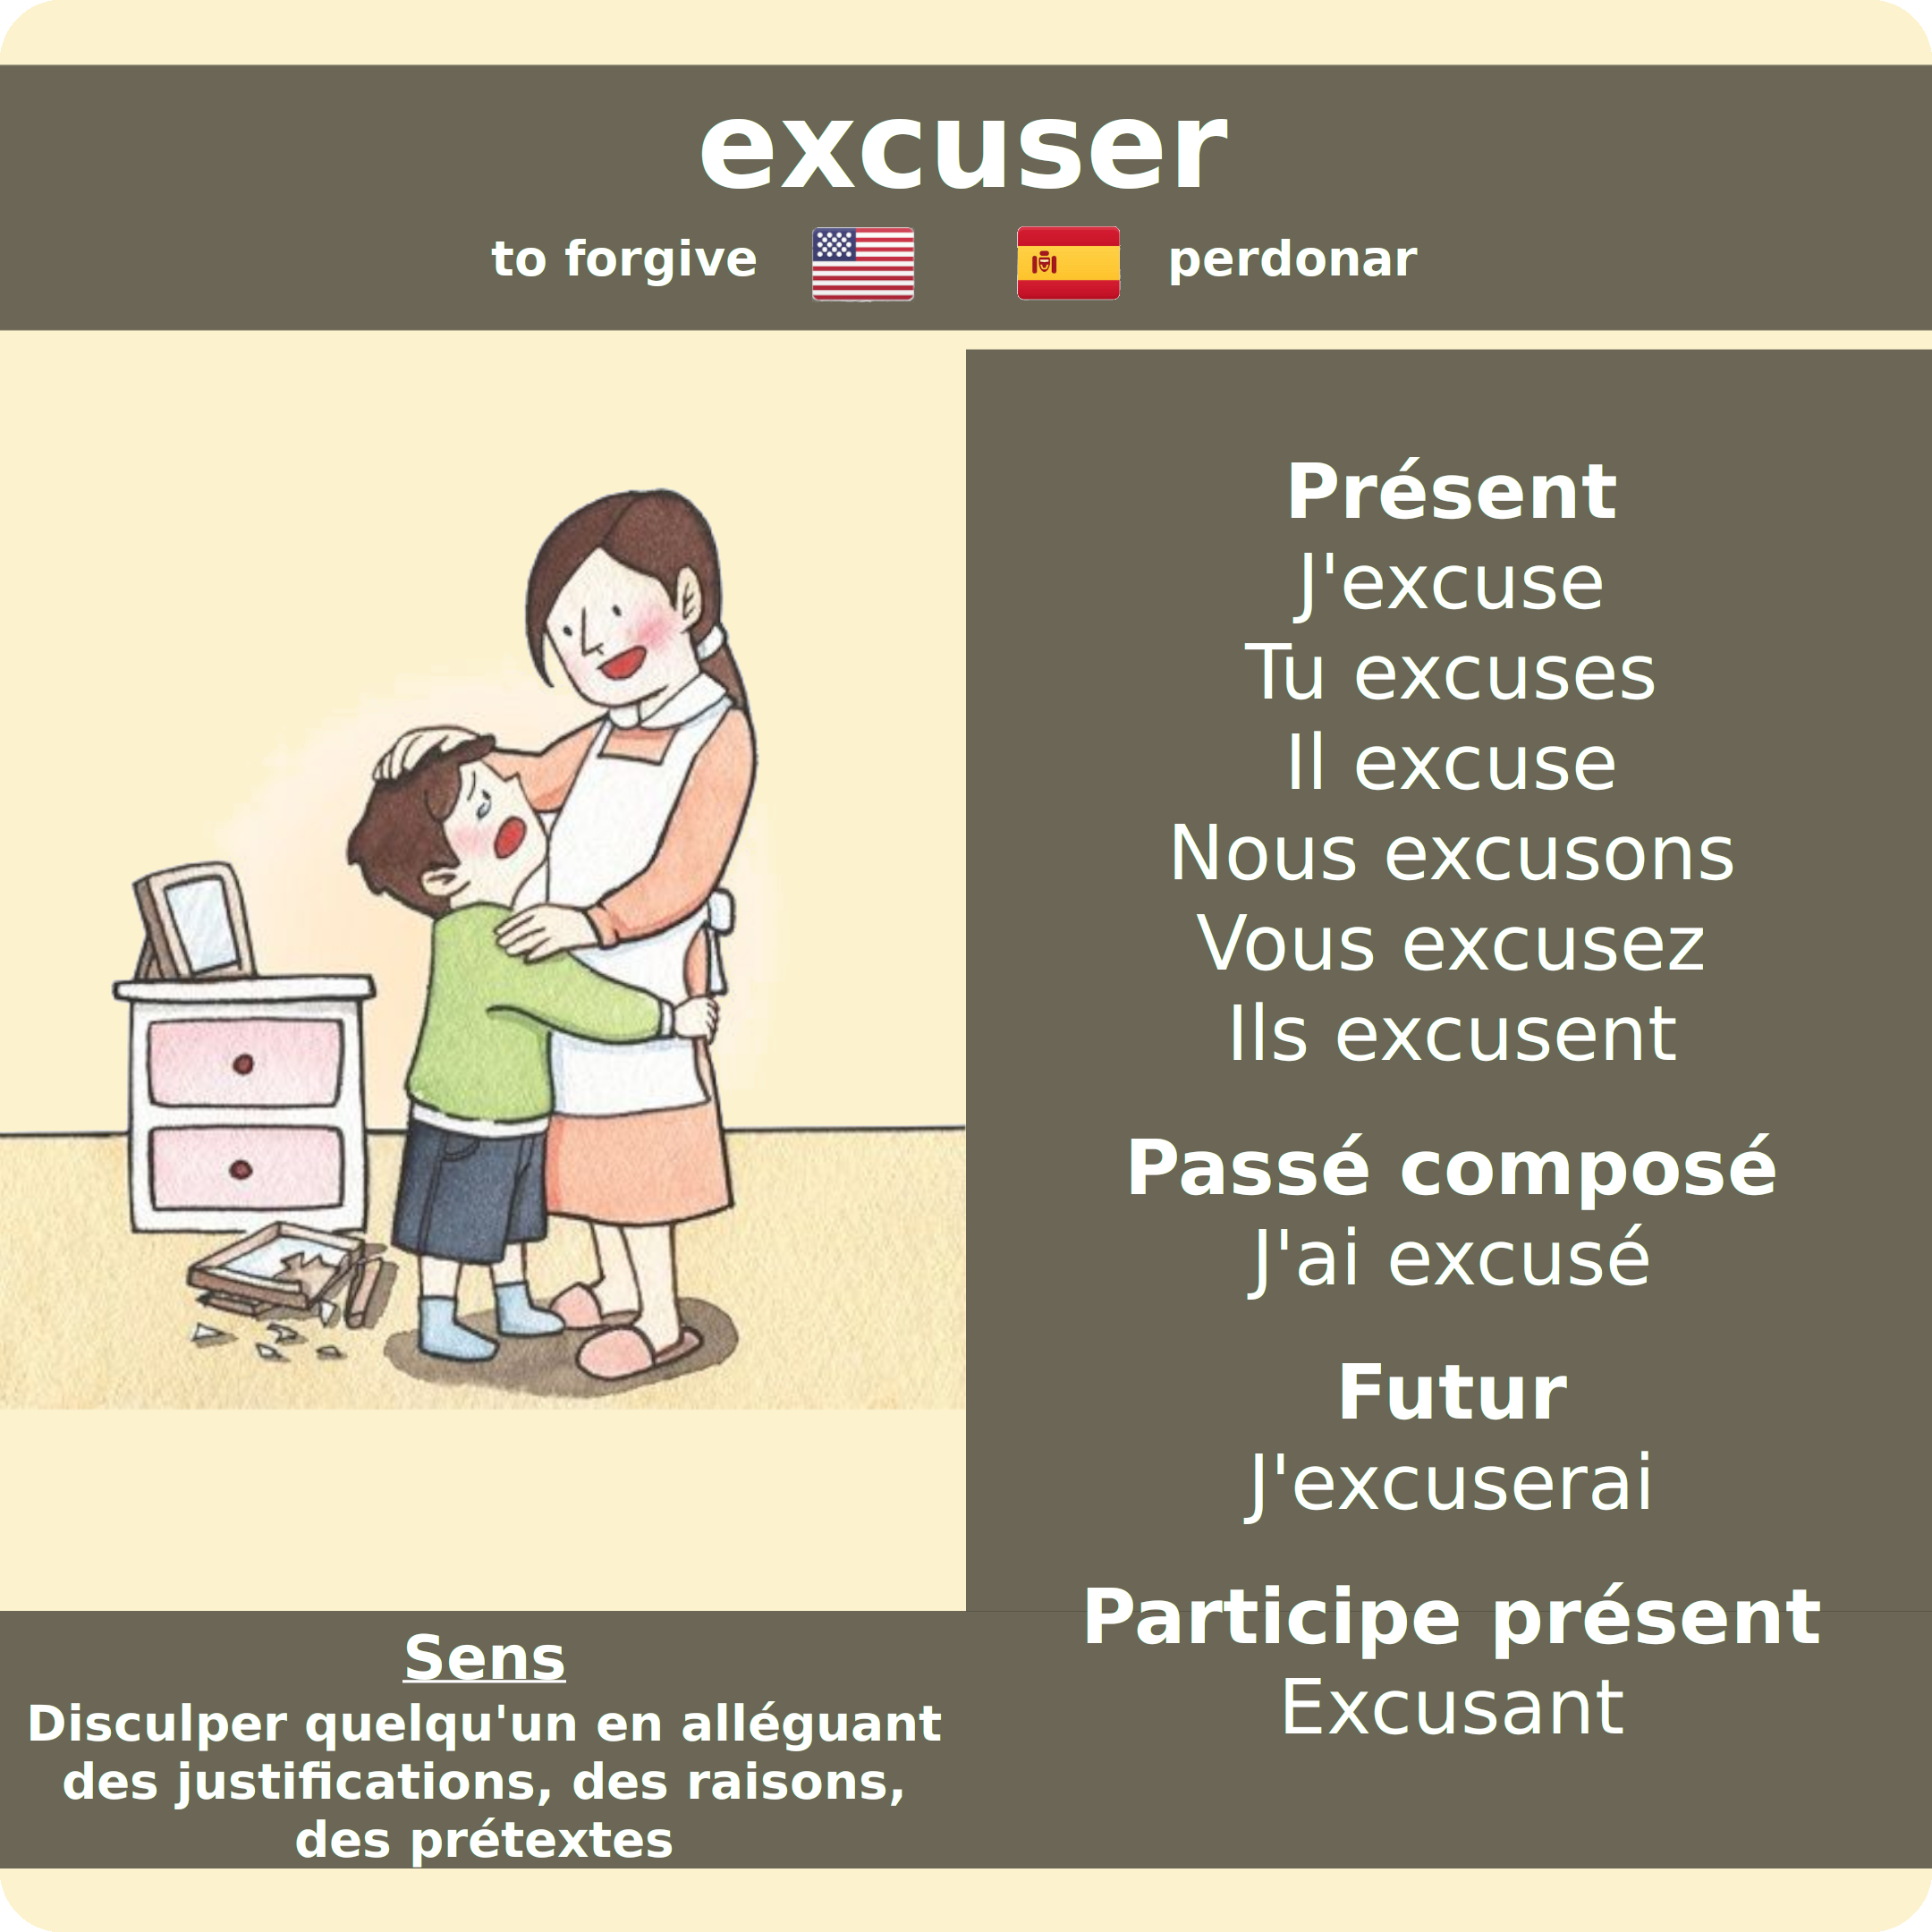 excuser
to forgive perdonar
Présent
J'excuse
Tu excuses
Il excuse
Nous excusons
Vous excusez
Ils excusent
Passé composé
J'ai excusé
Futur
J'excuserai
Participe présent
Excusant
Sens
Disculper quelqu'un en alléguant
des justifications, des raisons,
des prétextes